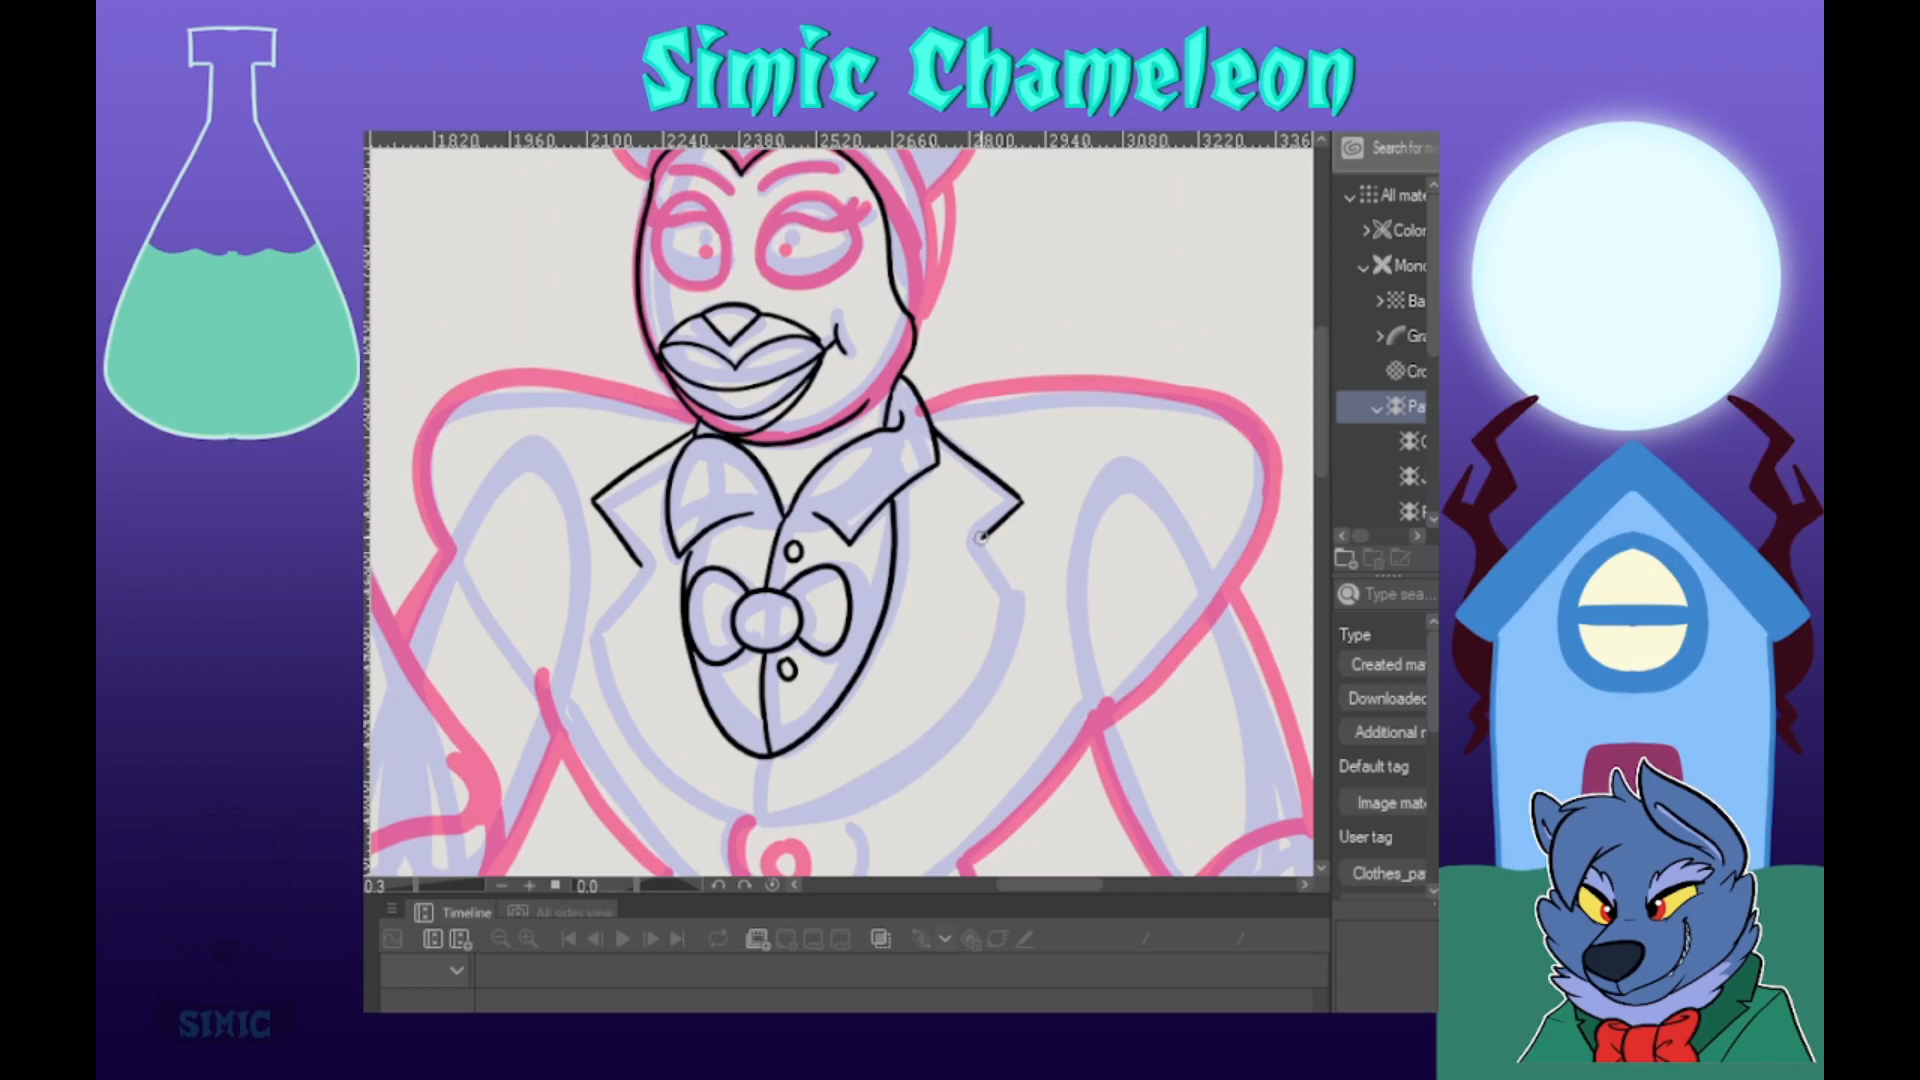 Simic Chameleon
1820 1960 2100 2240 2380 2520 2660 2800 2940 3080 3220 336
Search for m
All mate
Color
Mono
Ba
Gra
Cro
Pa
Type sea...
Type
Created ma
Downloaded
Additional r
Default tag
Image mat
User tag
Clothes_pa
0.3 0.0
Timeline All sides view
SIMIC